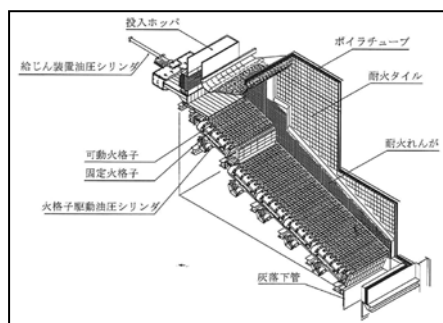 投入ホッパ
給じん装置油圧シリンダ
ボイラチューブ
耐火タイル
耐火れんが
可動火格子
固定火格子
火格子駆動油圧シリンダ
灰落下管